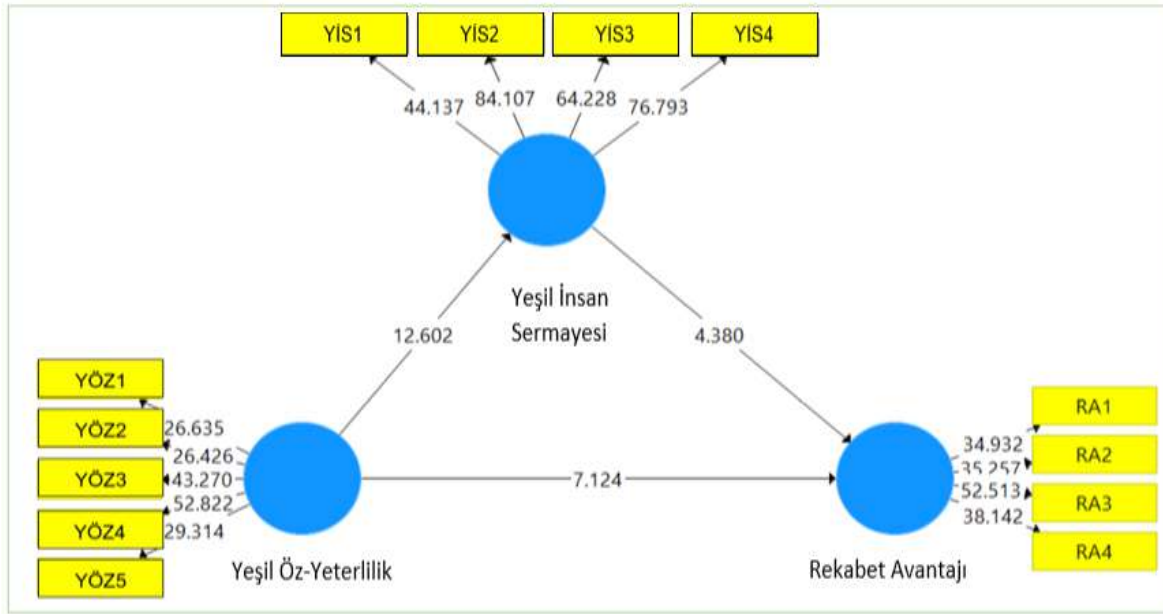 YİS1 YİS2 YİS3 YİS4
44.137 84.107 64.228 76.793
Yeşil İnsan
Sermayesi
12.602 4.380
YÖZ1
YÖZ2
YÖZ3
YÖZ4
YÖZ5
26.635
26.426
43.270
52.822
29.314
7.124
34.932
35.257
52.513
38.142
RA1
RA2
RA3
RA4
Yeşil Öz-Yeterlilik
Rekabet Avantajı